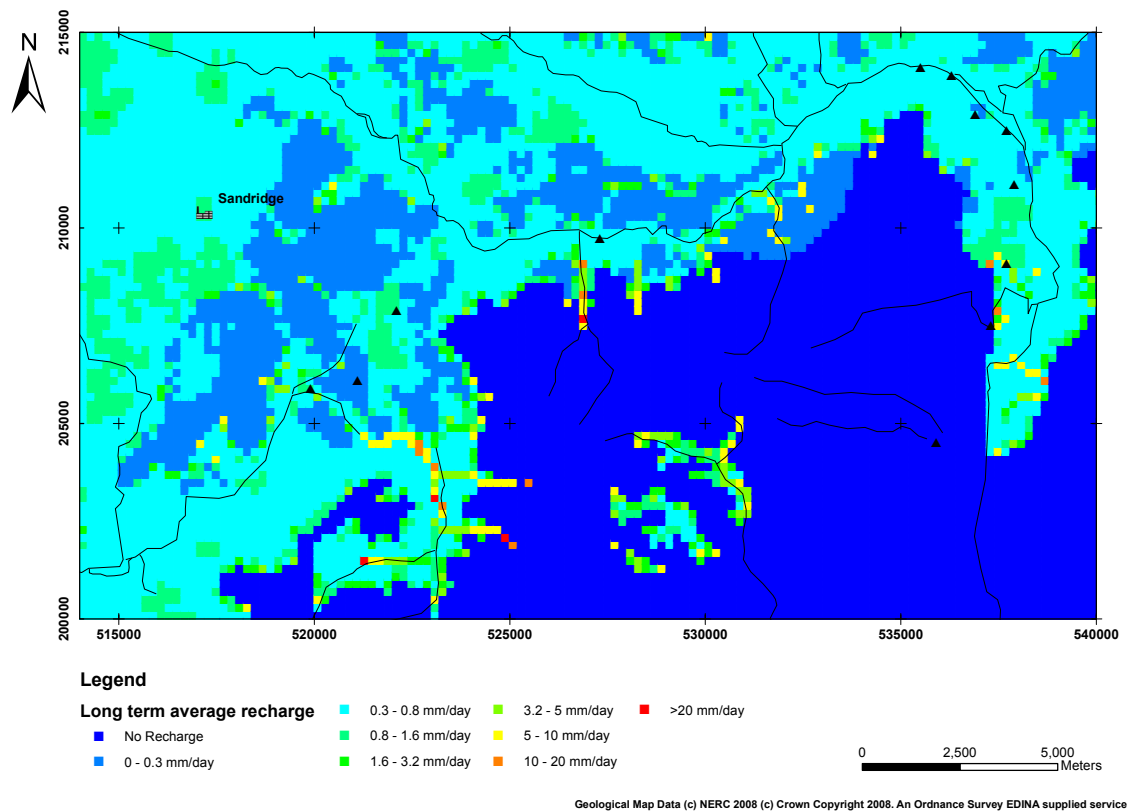 N
215000
210000
205000
200000
Sandridge
515000 520000 525000 530000 535000 540000
Legend
Long term average recharge
No Recharge
0 - 0.3 mm/day
0.3 - 0.8 mm/day
0.8 - 1.6 mm/day
1.6 - 3.2 mm/day
3.2 - 5 mm/day
5 - 10 mm/day
10 - 20 mm/day
>20 mm/day
0 2,500 5,000
Meters
Geological Map Data (c) NERC 2008 (c) Crown Copyright 2008. An Ordnance Survey EDINA supplied service